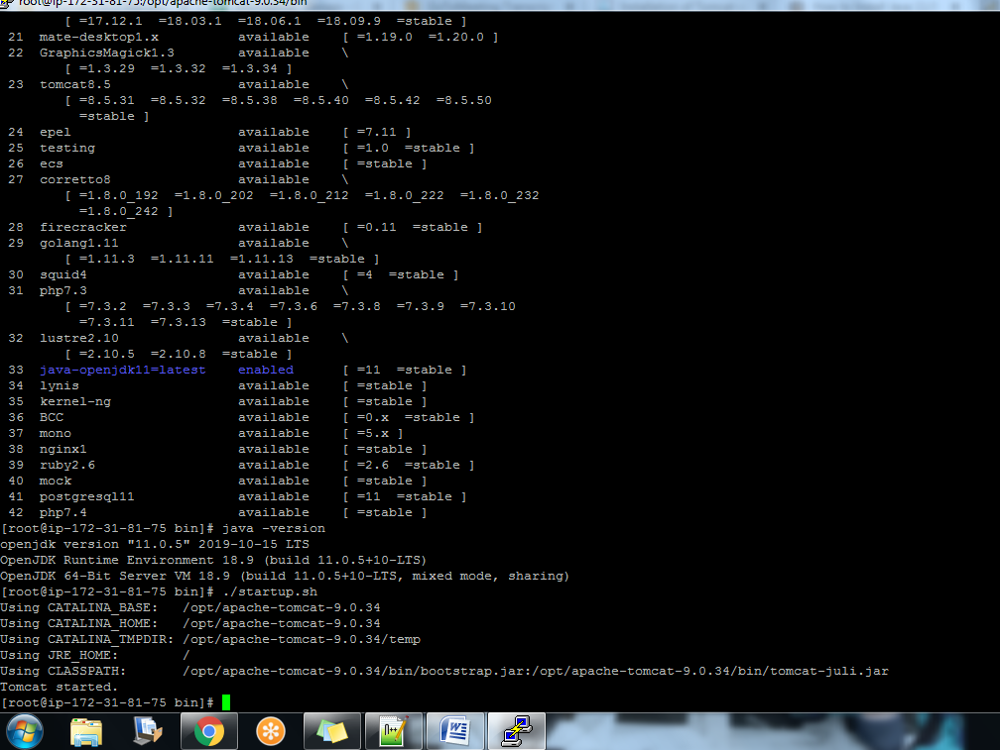 root@ip-172-31-81-75:/opt/apache-tomcat-9.0.34/bin
[ =17.12.1 =18.03.1 =18.06.1 =18.09.9 =stable ]
21 mate-desktop1.x available [ =1.19.0 =1.20.0 ]
22 GraphicsMagick1.3 available \
[ =1.3.29 =1.3.32 =1.3.34 ]
23 tomcat8.5 available \
[ =8.5.31 =8.5.32 =8.5.38 =8.5.40 =8.5.42 =8.5.50
=stable ]
24 epel available [ =7.11 ]
25 testing available [ =1.0 =stable ]
26 ecs available [ =stable ]
27 corretto8 available \
[ =1.8.0_192 =1.8.0_202 =1.8.0_212 =1.8.0_222 =1.8.0_232
=1.8.0_242 ]
28 firecracker available [ =0.11 =stable ]
29 golang1.11 available \
[ =1.11.3 =1.11.11 =1.11.13 =stable ]
30 squid4 available [ =4 =stable ]
31 php7.3 available \
[ =7.3.2 =7.3.3 =7.3.4 =7.3.6 =7.3.8 =7.3.9 =7.3.10
=7.3.11 =7.3.13 =stable ]
32 lustre2.10 available \
[ =2.10.5 =2.10.8 =stable ]
33 java-openjdk11=latest enabled [ =11 =stable ]
34 lynis available [ =stable ]
35 kernel-ng available [ =stable ]
36 BCC available [ =0.x =stable ]
37 mono available [ =5.x ]
38 nginx1 available [ =stable ]
39 ruby2.6 available [ =2.6 =stable ]
40 mock available [ =stable ]
41 postgresql11 available [ =11 =stable ]
42 php7.4 available [ =stable ]
[root@ip-172-31-81-75 bin]# java -version
openjdk version "11.0.5" 2019-10-15 LTS
OpenJDK Runtime Environment 18.9 (build 11.0.5+10-LTS)
OpenJDK 64-Bit Server VM 18.9 (build 11.0.5+10-LTS, mixed mode, sharing)
[root@ip-172-31-81-75 bin]# ./startup.sh
Using CATALINA_BASE: /opt/apache-tomcat-9.0.34
Using CATALINA_HOME: /opt/apache-tomcat-9.0.34
Using CATALINA_TMPDIR: /opt/apache-tomcat-9.0.34/temp
Using JRE_HOME: /
Using CLASSPATH: /opt/apache-tomcat-9.0.34/bin/bootstrap.jar:/opt/apache-tomcat-9.0.34/bin/tomcat-juli.jar
Tomcat started.
[root@ip-172-31-81-75 bin]#